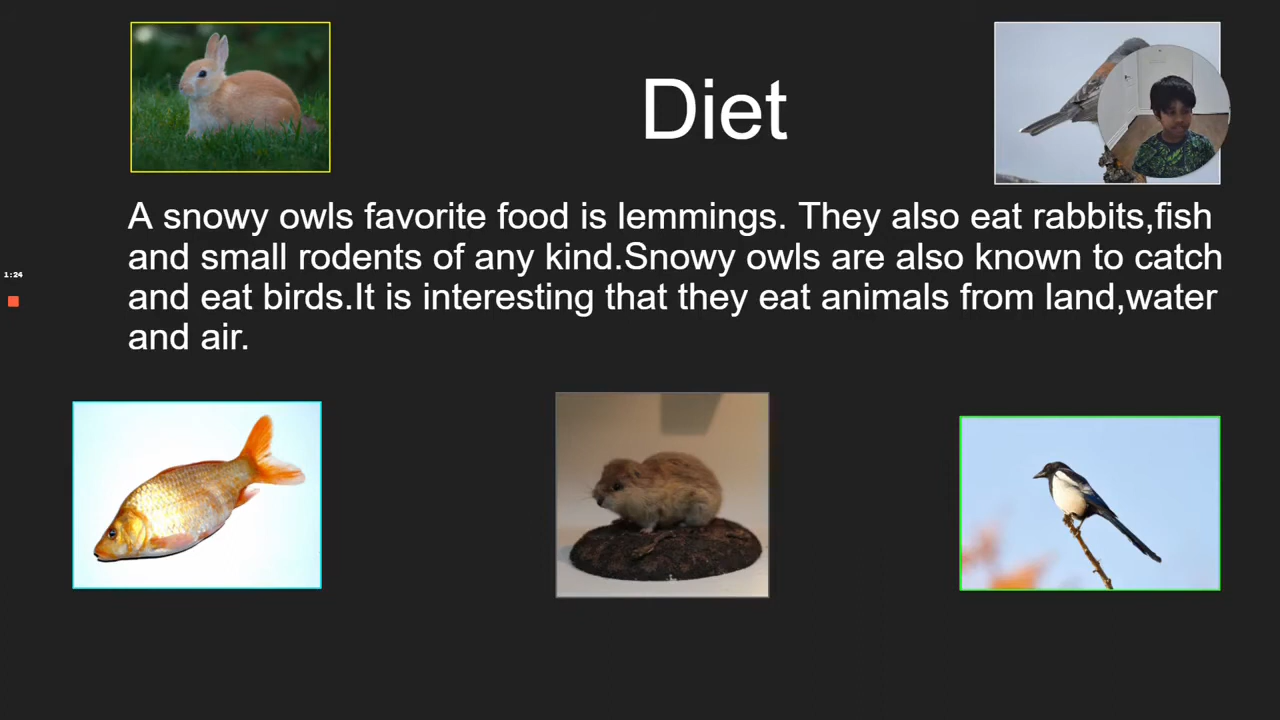 Diet
A snowy owls favorite food is lemmings. They also eat rabbits,fish
and small rodents of any kind.Snowy owls are also known to catch
and eat birds.It is interesting that they eat animals from land,water
and air.
1:24